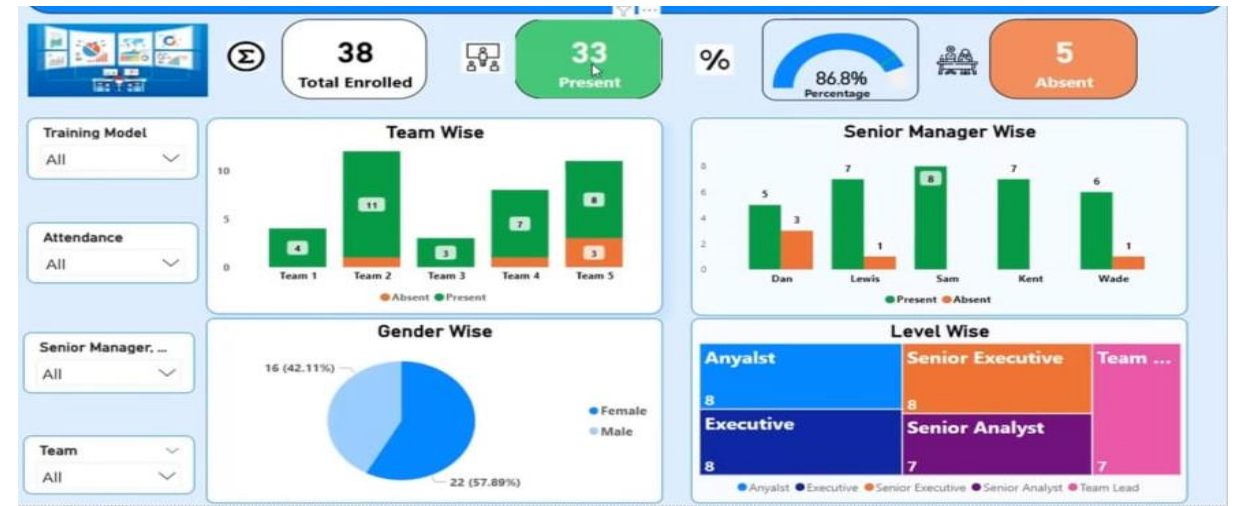 38
Total Enrolled
33
Present
%
86.8%
Percentage
5
Absent
Training Model
All
Attendance
All
Senior Manager, ...
All
Team
All
Team Wise
10
5
0
4
11
3
7
8
3
Team 1 Team 2 Team 3 Team 4 Team 5
Absent Present
Senior Manager Wise
8
6
4
2
0
5 3 7 1 8 7 6 1
Dan Lewis Sam Kent Wade
Present Absent
Gender Wise
16 (42.11%)
22 (57.89%)
Female
Male
Level Wise
Anyalst
8
Executive
8
Senior Executive
8
Senior Analyst
7
Team ...
7
Anyalst Executive Senior Executive Senior Analyst Team Lead